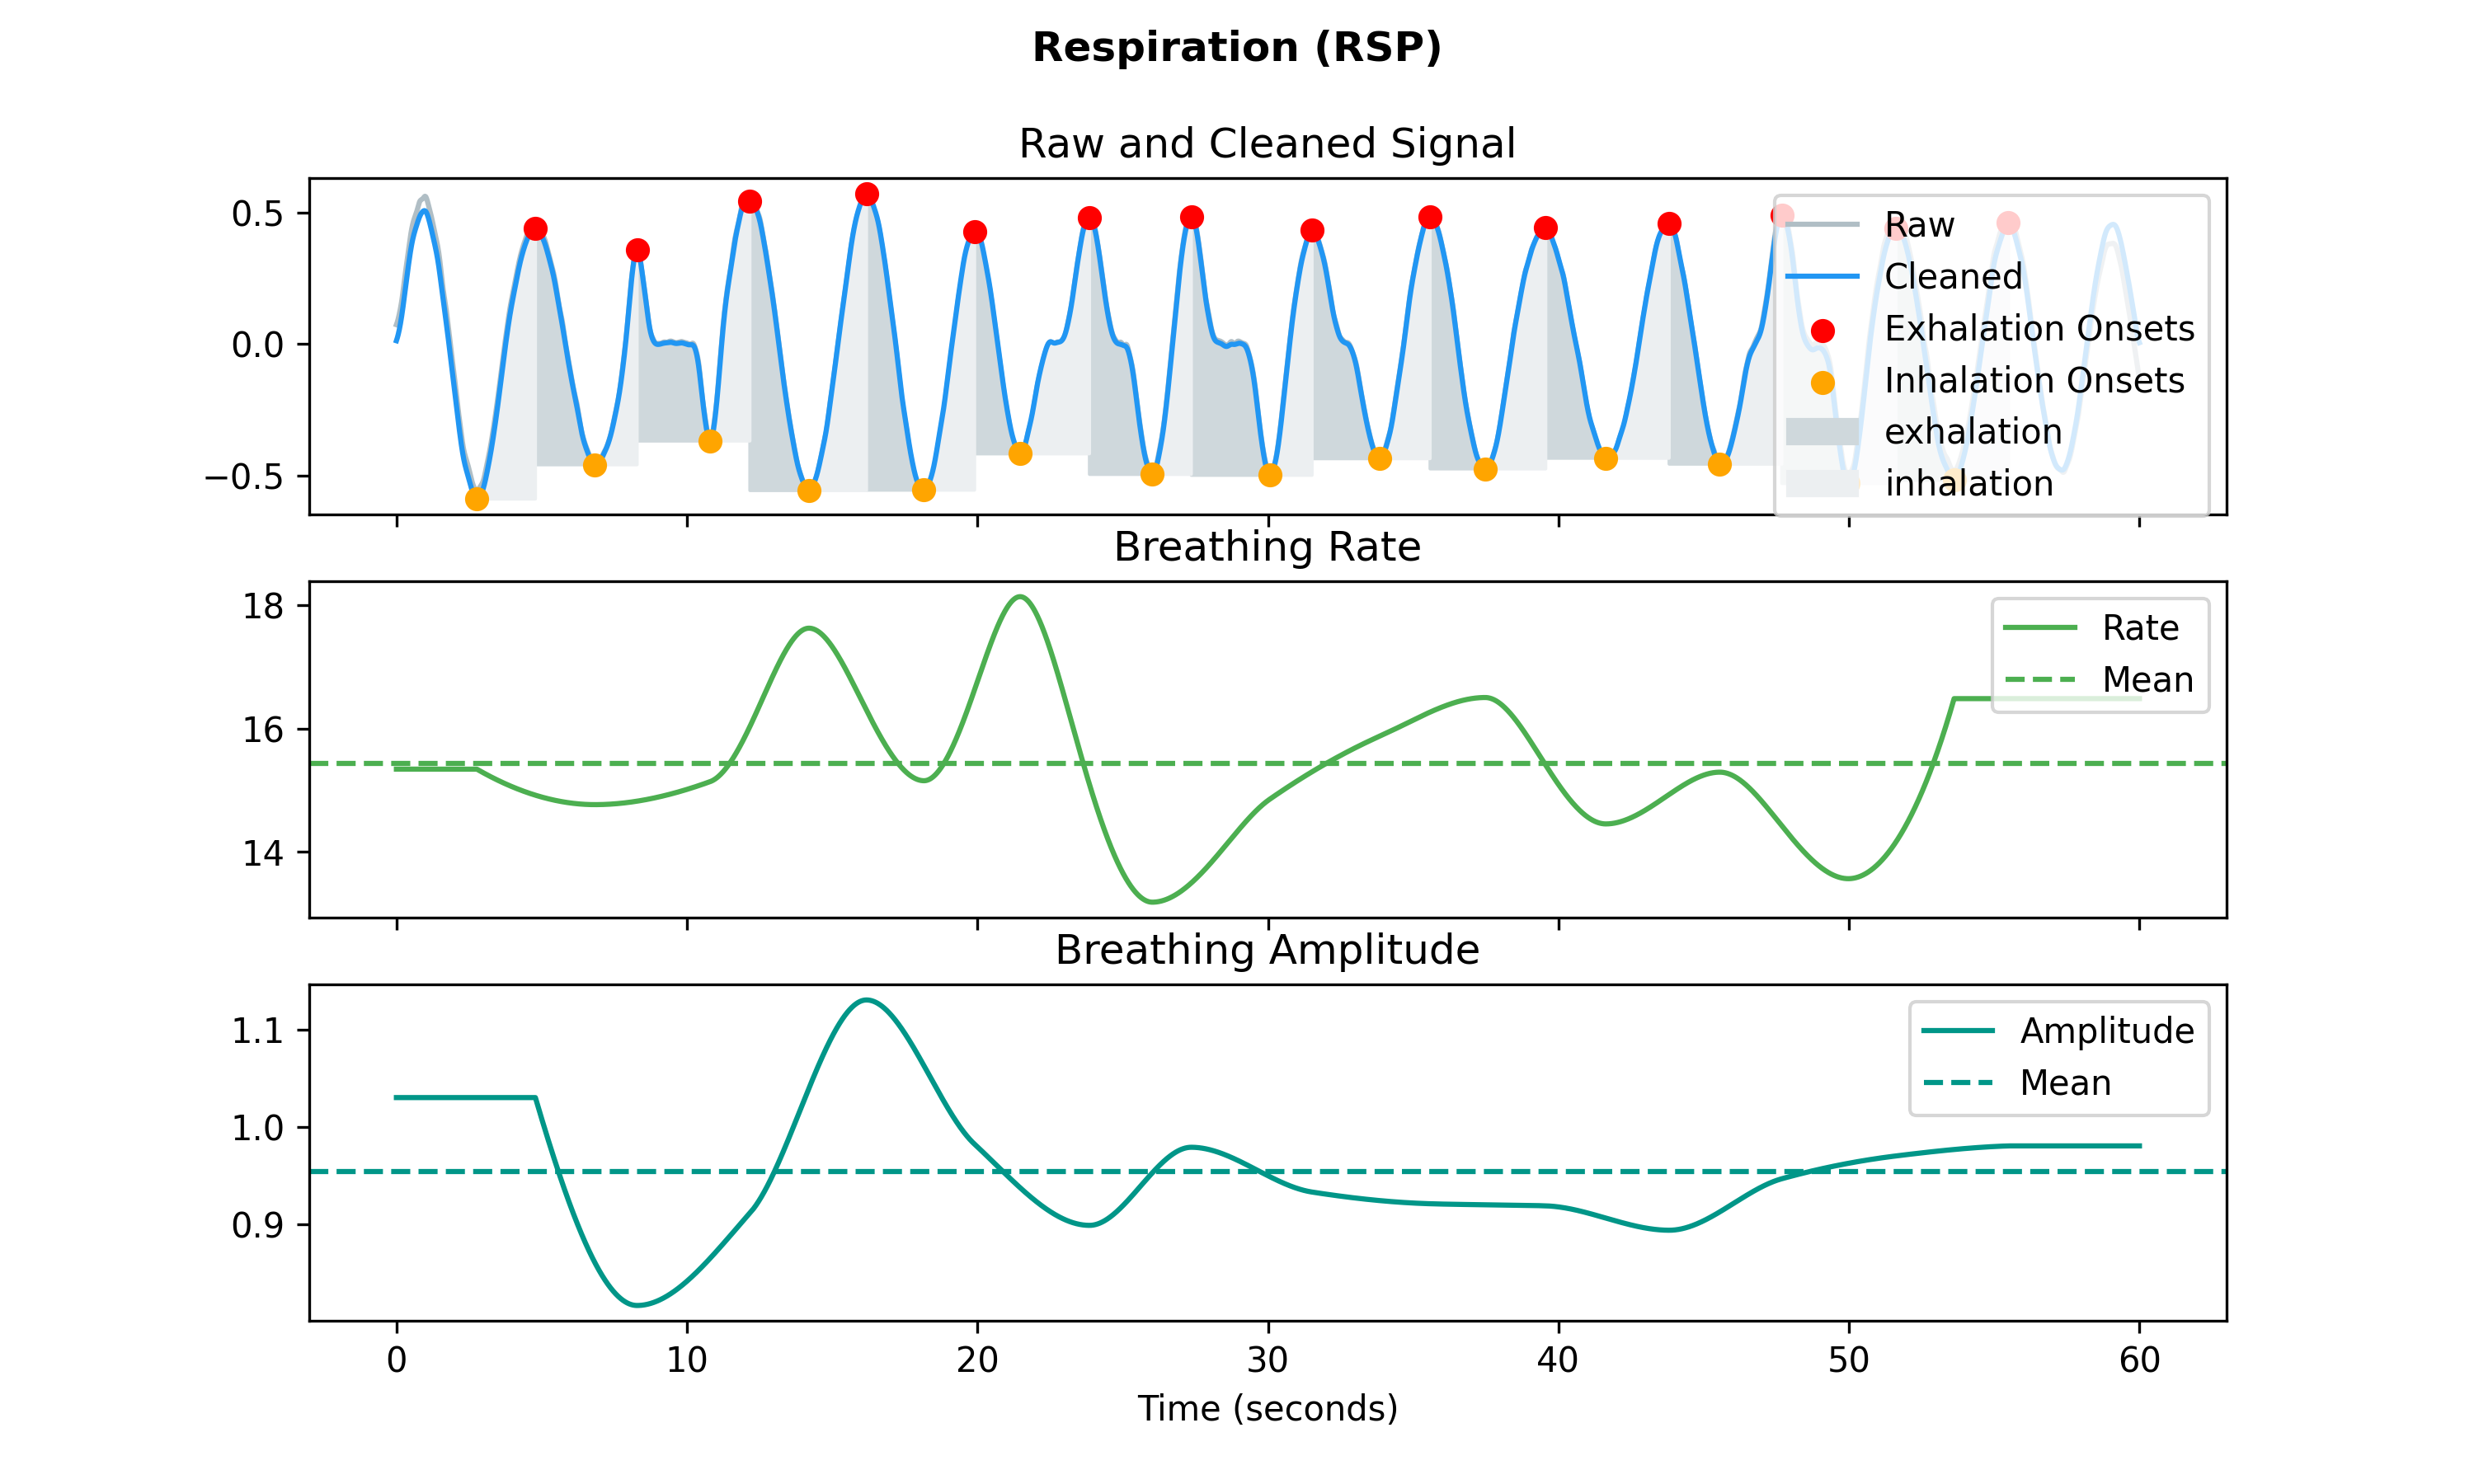 Respiration (RSP)
Raw and Cleaned Signal
0.5
0.0
−0.5
Raw
Cleaned
Exhalation Onsets
Inhalation Onsets
exhalation
inhalation
Breathing Rate
18
16
14
Rate
Mean
Breathing Amplitude
1.1
1.0
0.9
Amplitude
Mean
0 10 20 30 40 50 60
Time (seconds)